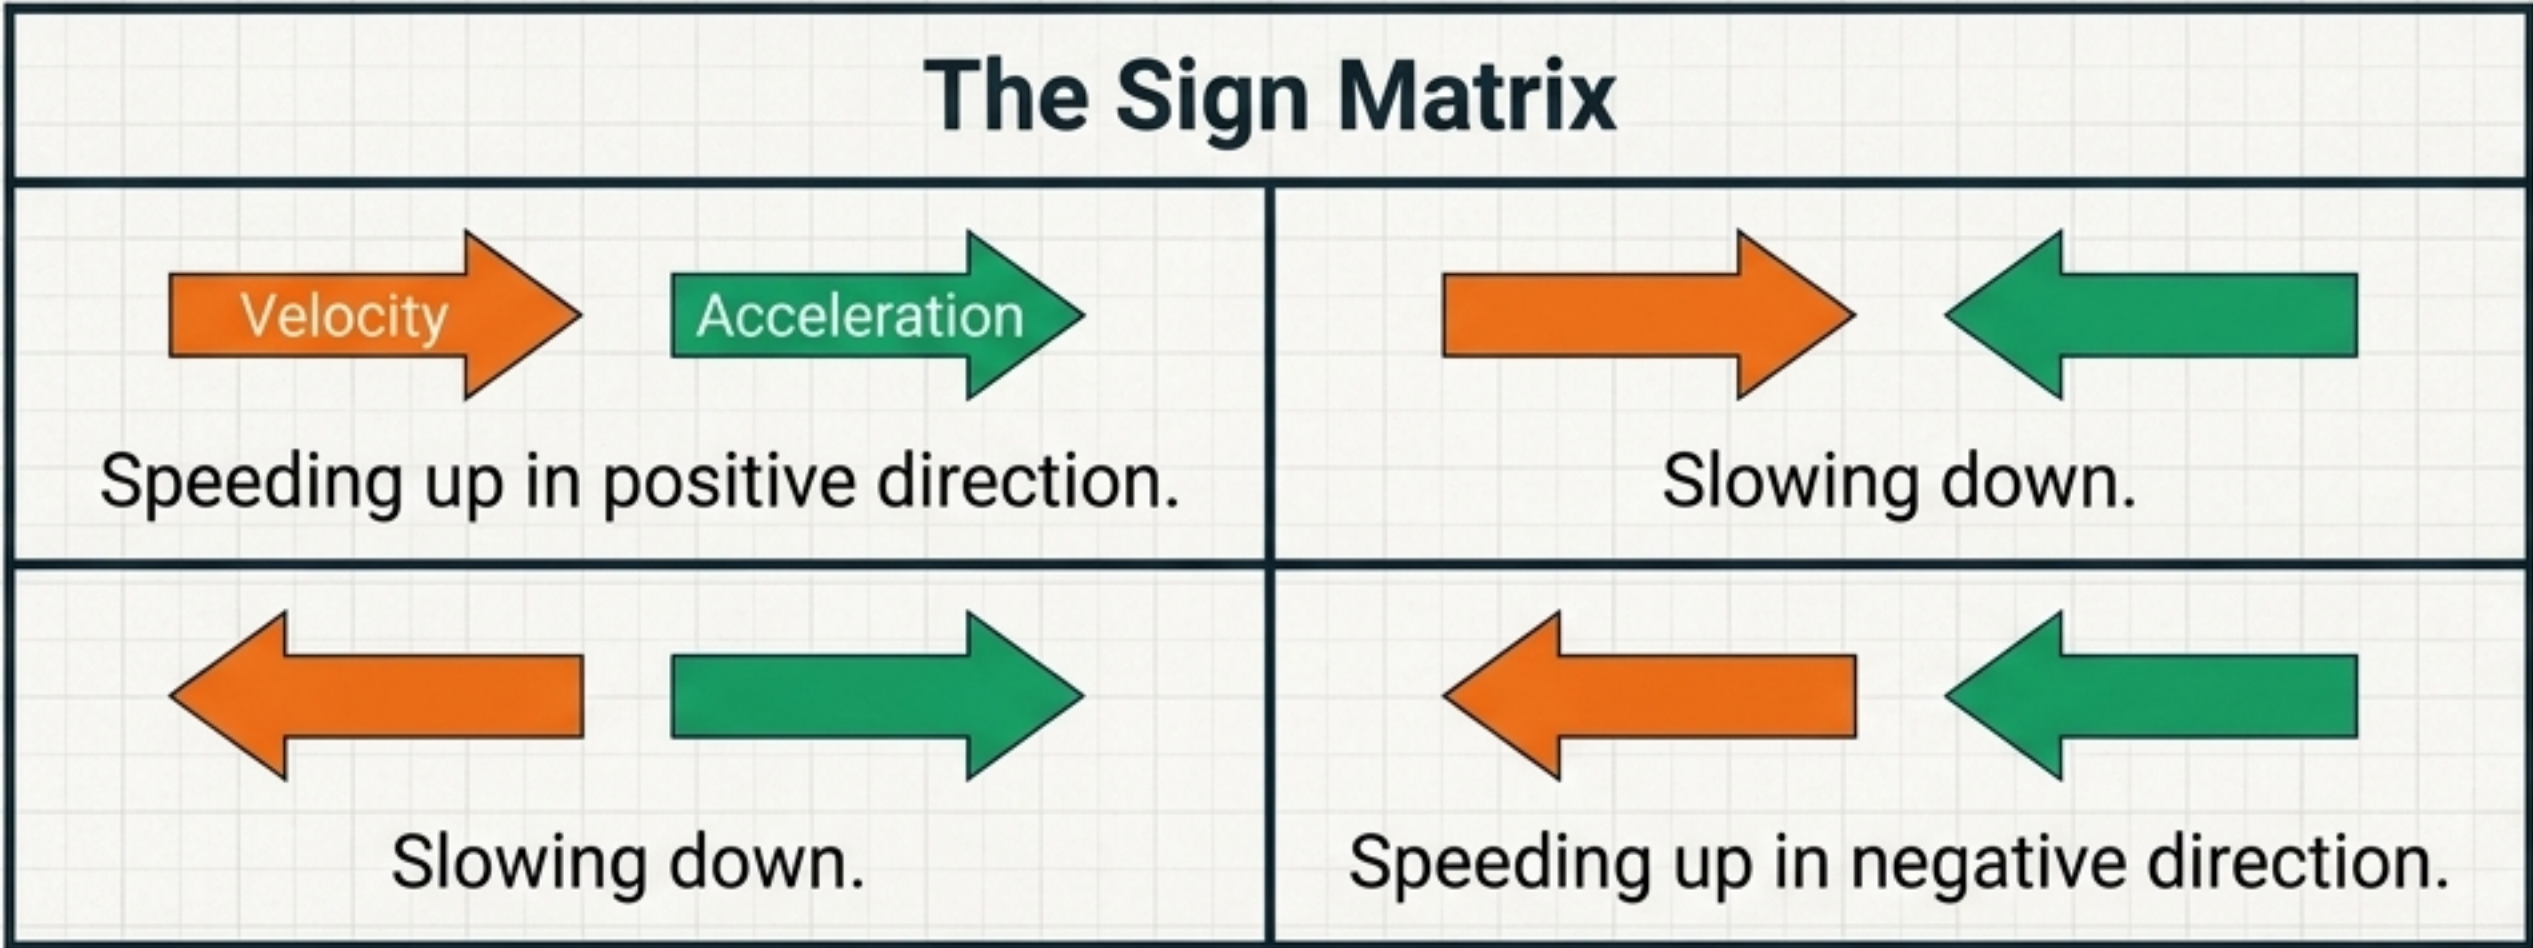 The Sign Matrix
Velocity
Acceleration
Speeding up in positive direction.
Slowing down.
Slowing down.
Speeding up in negative direction.